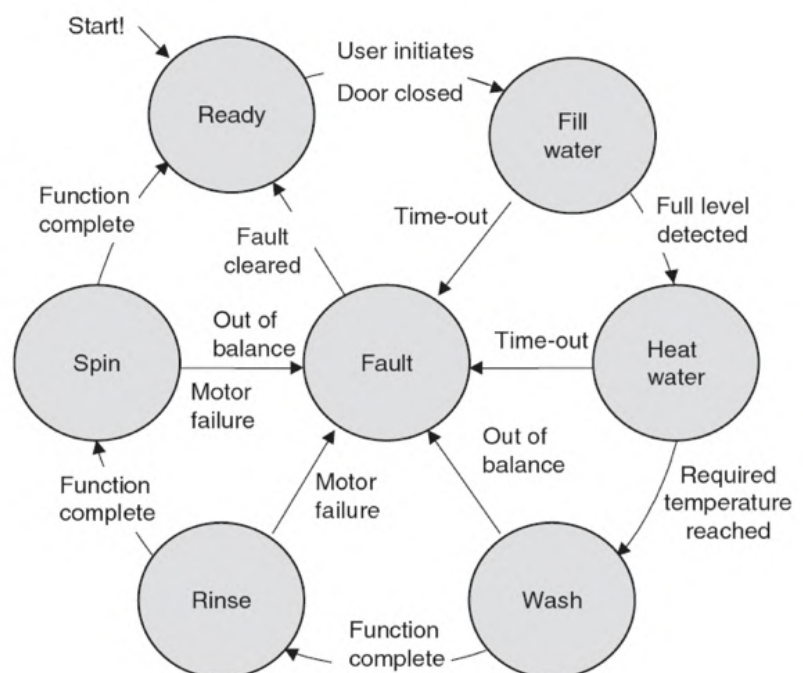 Start!
Ready
User initiates
Door closed
Fill
water
Function
complete
Fault
cleared
Time-out
Full level
detected
Spin
Out of
balance
Motor
failure
Fault
Time-out
Heat
water
Function
complete
Motor
failure
Out of
balance
Required
temperature
reached
Rinse
Function
complete
Wash